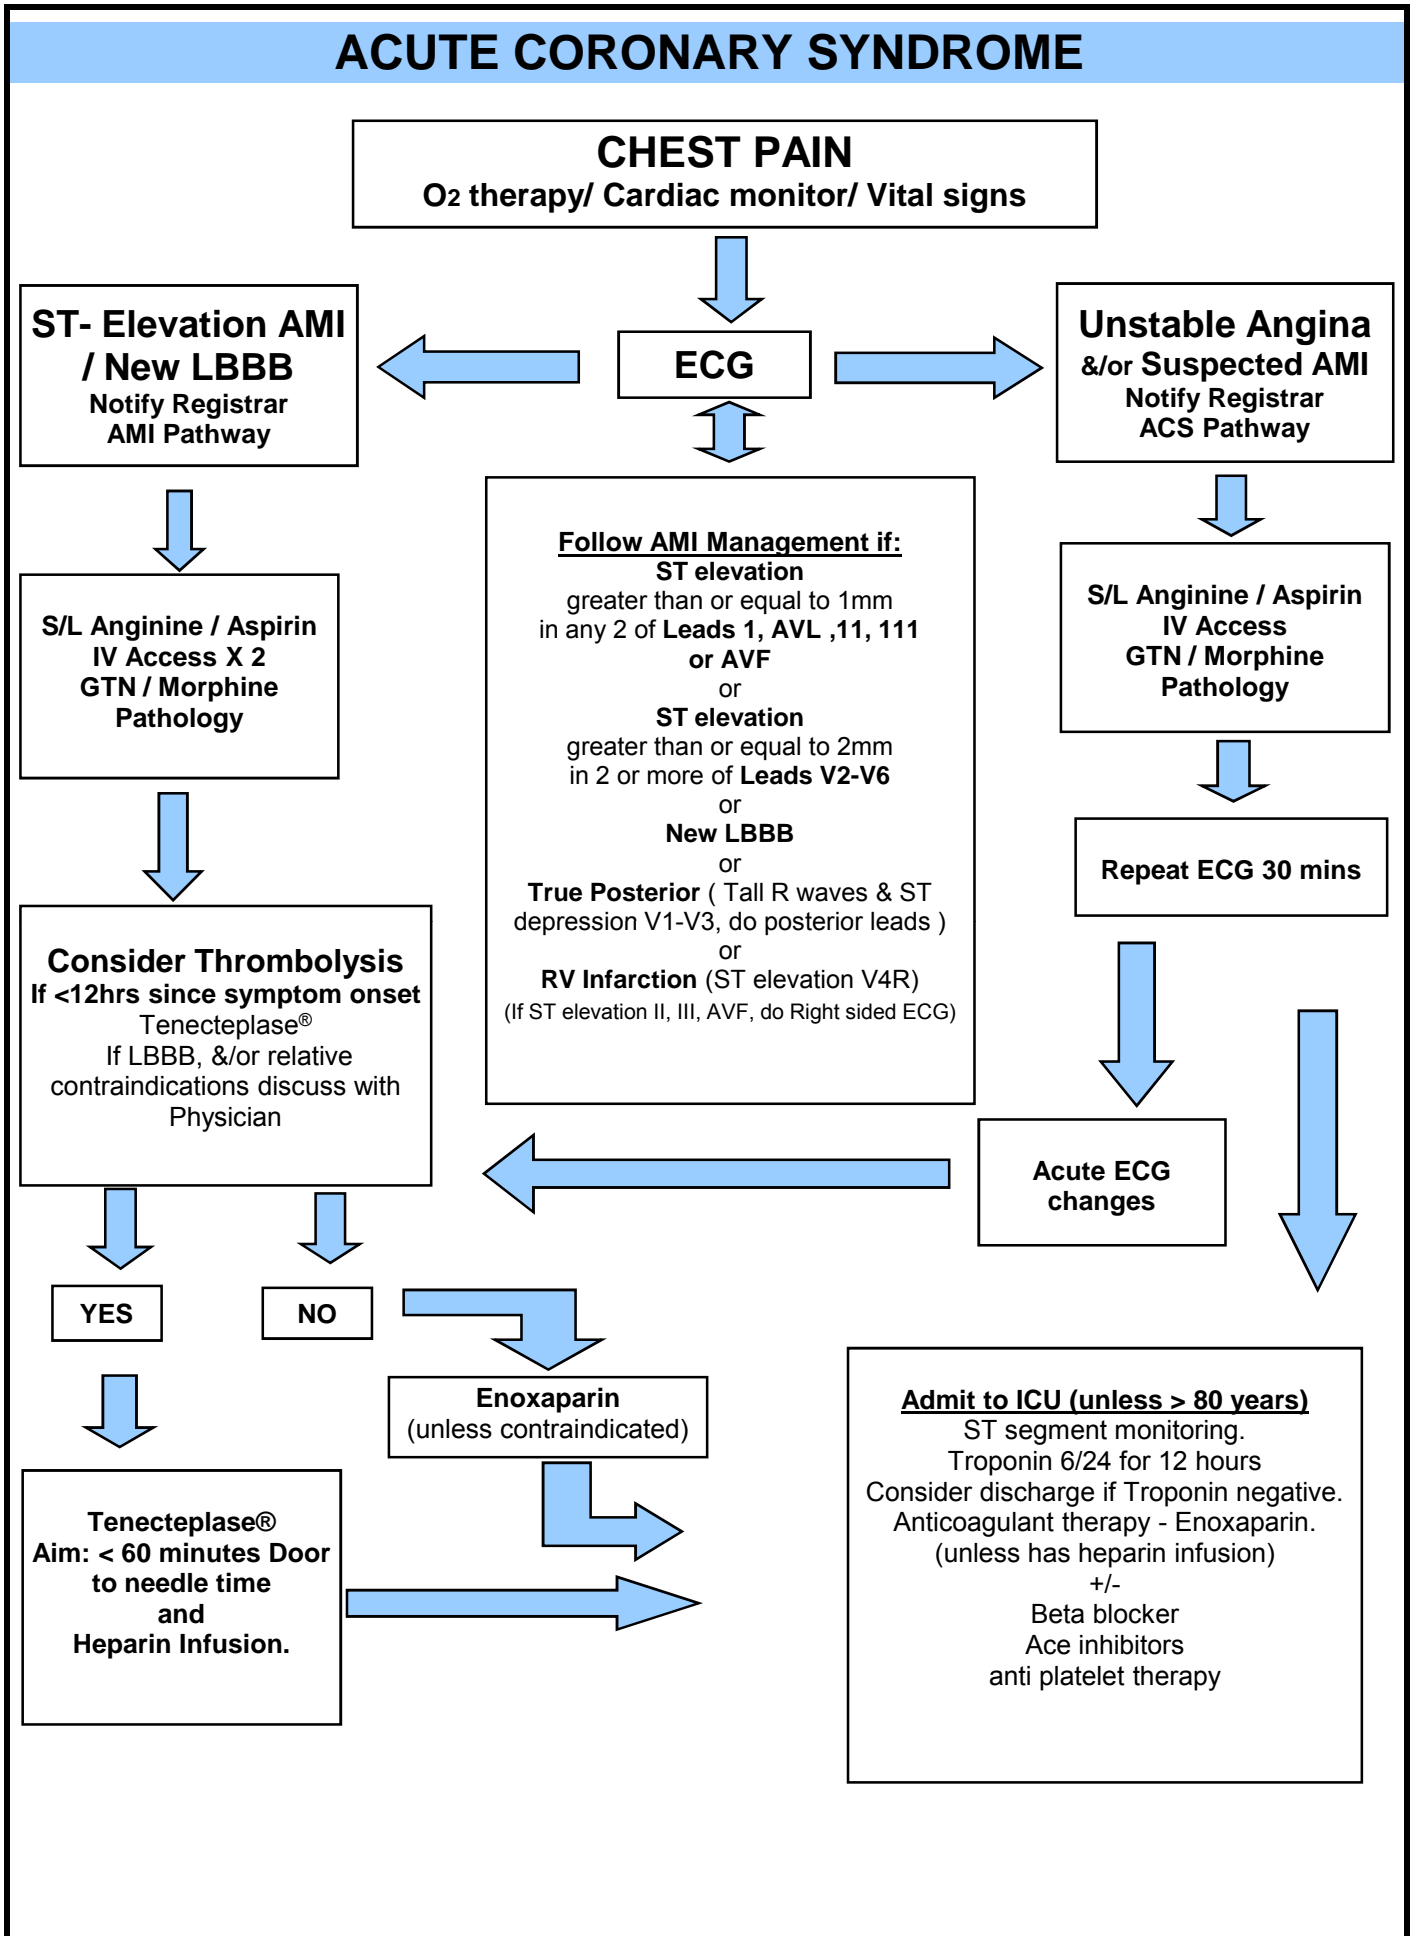 ACUTE CORONARY SYNDROME
CHEST PAIN
O2 therapy/ Cardiac monitor/ Vital signs
ST- Elevation AMI
/ New LBBB
Notify Registrar
AMI Pathway
ECG
Unstable Angina
&/or Suspected AMI
Notify Registrar
ACS Pathway
S/L Anginine / Aspirin
IV Access X 2
GTN / Morphine
Pathology
Follow AMI Management if:
ST elevation
greater than or equal to 1mm
in any 2 of Leads 1, AVL ,11, 111
or AVF
or
ST elevation
greater than or equal to 2mm
in 2 or more of Leads V2-V6
or
New LBBB
or
True Posterior ( Tall R waves & ST
depression V1-V3, do posterior leads )
or
RV Infarction (ST elevation V4R)
(If ST elevation II, III, AVF, do Right sided ECG)
S/L Anginine / Aspirin
IV Access
GTN / Morphine
Pathology
Repeat ECG 30 mins
Consider Thrombolysis
If <12hrs since symptom onset
Tenecteplase®
If LBBB, &/or relative
contraindications discuss with
Physician
Acute ECG
changes
YES
NO
Enoxaparin
(unless contraindicated)
Tenecteplase®
Aim: < 60 minutes Door
to needle time
and
Heparin Infusion.
Admit to ICU (unless > 80 years)
ST segment monitoring.
Troponin 6/24 for 12 hours
Consider discharge if Troponin negative.
Anticoagulant therapy - Enoxaparin.
(unless has heparin infusion)
+/-
Beta blocker
Ace inhibitors
anti platelet therapy